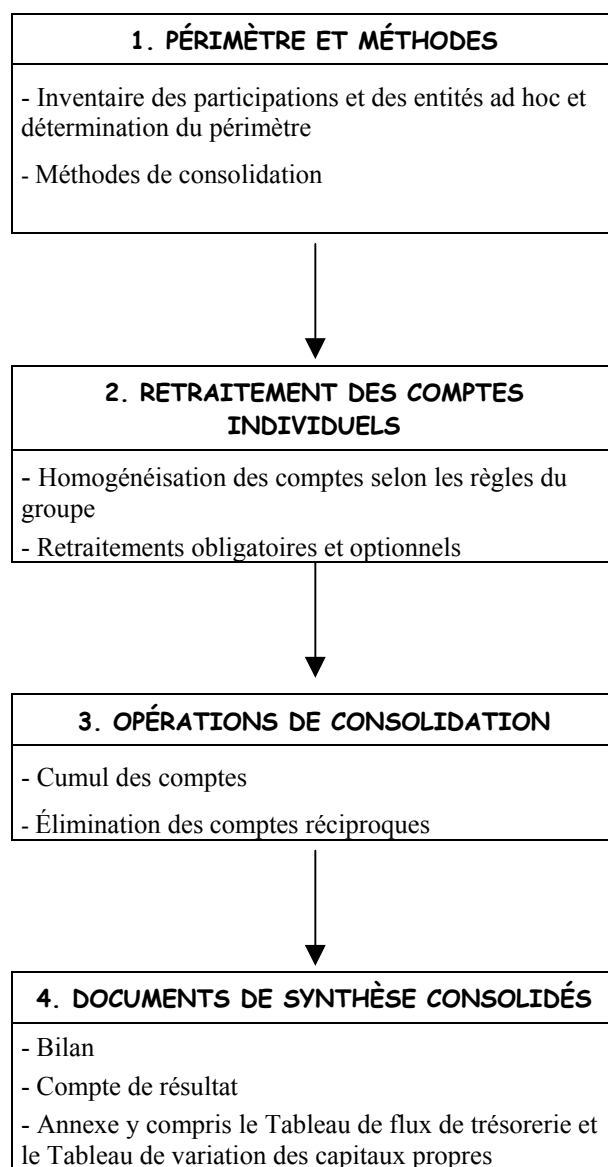 1. PÉRIMÈTRE ET MÉTHODES
- Inventaire des participations et des entités ad hoc et
détermination du périmètre
- Méthodes de consolidation
2. RETRAITEMENT DES COMPTES
INDIVIDUELS
- Homogénéisation des comptes selon les règles du
groupe
- Retraitements obligatoires et optionnels
3. OPÉRATIONS DE CONSOLIDATION
- Cumul des comptes
- Élimination des comptes réciproques
4. DOCUMENTS DE SYNTHÈSE CONSOLIDÉS
- Bilan
- Compte de résultat
- Annexe y compris le Tableau de flux de trésorerie et
le Tableau de variation des capitaux propres